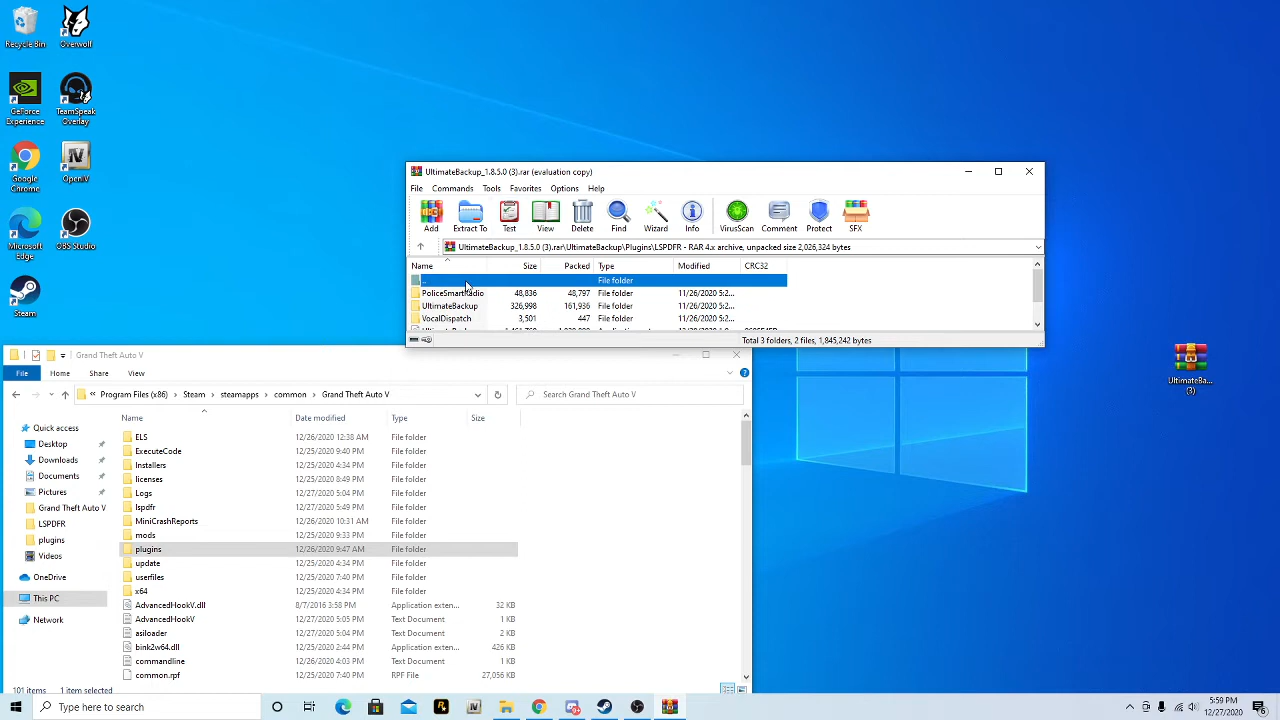 Recycle Bin
Overwolf
GeForce
Experience
TeamSpeak
Overlay
Google
Chrome
OpenIV
Microsoft
Edge
OBS Studio
Steam
UltimateBackup_1.8.5.0 (3).rar (evaluation copy)
File Commands Tools Favorites Options Help
Add Extract To Test View Delete Find Wizard Info VirusScan Comment Protect SFX
UltimateBackup_1.8.5.0 (3).rar\UltimateBackup\Plugins\LSPDFR - RAR 4.x archive, unpacked size 2,026,324 bytes
Name Size Packed Type Modified CRC32
.. File folder
PoliceSmartRadio 48,836 48,797 File folder 11/26/2020 5:2...
UltimateBackup 326,998 161,936 File folder 11/26/2020 5:2...
VocalDispatch 3,501 447 File folder 11/26/2020 5:2...
Total 3 folders, 2 files, 1,845,242 bytes
UltimateBa...
(3)
Grand Theft Auto V
File Home Share View
« Program Files (x86) › Steam › steamapps › common › Grand Theft Auto V
Search Grand Theft Auto V
Name Date modified Type Size
Quick access
Desktop
Downloads
Documents
Pictures
Grand Theft Auto V
LSPDFR
plugins
Videos
OneDrive
This PC
Network
ELS 12/26/2020 12:38 AM File folder
ExecuteCode 12/25/2020 9:40 PM File folder
Installers 12/25/2020 4:34 PM File folder
licenses 12/25/2020 8:49 PM File folder
Logs 12/27/2020 5:04 PM File folder
lspdfr 12/27/2020 5:49 PM File folder
MiniCrashReports 12/26/2020 10:31 AM File folder
mods 12/25/2020 9:33 PM File folder
plugins 12/26/2020 9:47 AM File folder
update 12/25/2020 4:34 PM File folder
userfiles 12/25/2020 7:40 PM File folder
x64 12/25/2020 4:34 PM File folder
AdvancedHookV.dll 8/7/2016 3:58 PM Application exten... 32 KB
AdvancedHookV 12/27/2020 5:05 PM Text Document 1 KB
asiloader 12/27/2020 5:04 PM Text Document 2 KB
bink2w64.dll 12/25/2020 2:44 PM Application exten... 426 KB
commandline 12/26/2020 4:03 PM Text Document 1 KB
common.rpf 12/25/2020 7:40 PM RPF File 27,056 KB
101 items 1 item selected
Type here to search
5:59 PM
12/27/2020